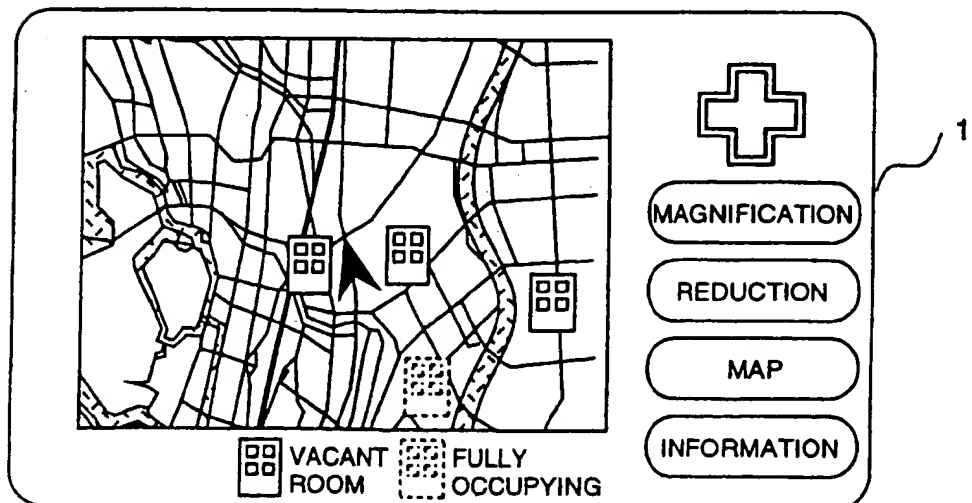 1
MAGNIFICATION
REDUCTION
MAP
INFORMATION
VACANT
ROOM
FULLY
OCCUPYING